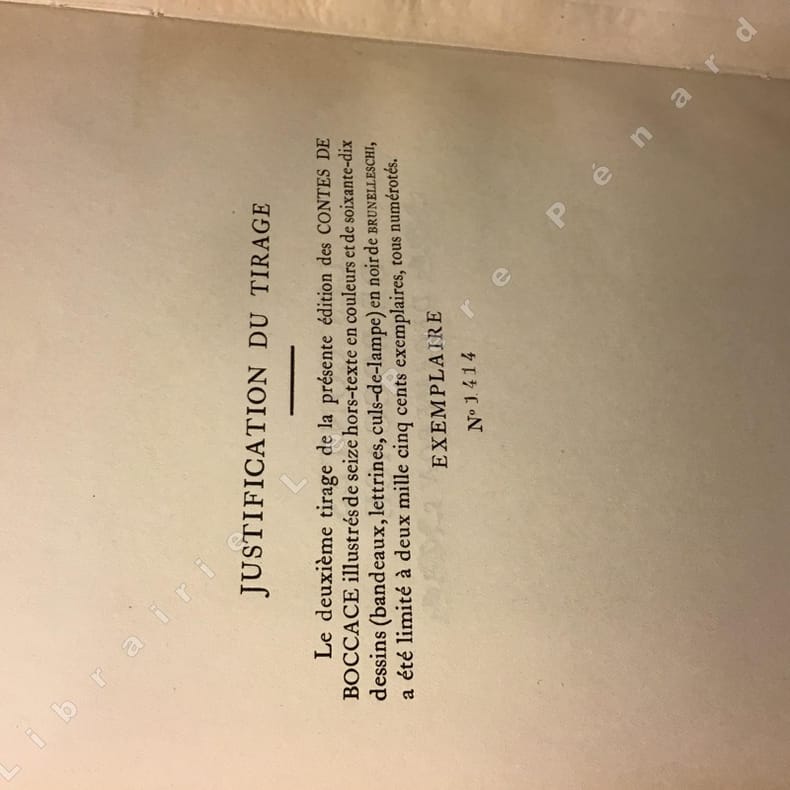 JUSTIFICATION DU TIRAGE
Le deuxième tirage de la présente édition des CONTES DE
BOCCACE illustrés de seize hors-texte en couleurs et de soixante-dix
dessins (bandeaux, lettrines, culs-de-lampe) en noir de BRUNELLESCHI,
a été limité à deux mille cinq cents exemplaires, tous numérotés.
EXEMPLAIRE
Nº 1414
Librairie Le Père Pénard